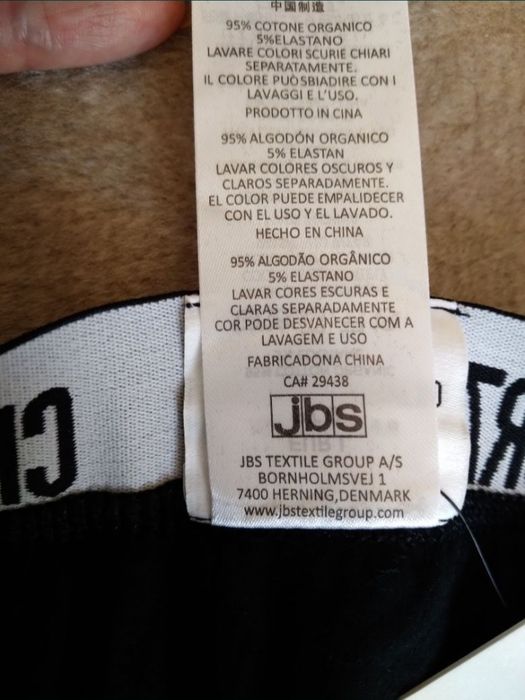 中国制造
95% COTONE ORGANICO
5%ELASTANO
LAVARE COLORI SCURIE CHIARI
SEPARATAMENTE.
IL COLORE PUÒSBIADIRE CON I
LAVAGGI E L'USO.
PRODOTTO IN CINA
95% ALGODÓN ORGANICO
5% ELASTAN
LAVAR COLORES OSCUROS Y
CLAROS SEPARADAMENTE.
EL COLOR PUEDE EMPALIDECER
CON EL USO Y EL LAVADO.
HECHO EN CHINA
95% ALGODÃO ORGÂNICO
5% ELASTANO
LAVAR CORES ESCURAS E
CLARAS SEPARADAMENTE
COR PODE DESVANECER COM A
LAVAGEM E USO
FABRICADONA CHINA
CA# 29438
jbs
JBS TEXTILE GROUP A/S
BORNHOLMSVEJ 1
7400 HERNING,DENMARK
www.jbstextilegroup.com